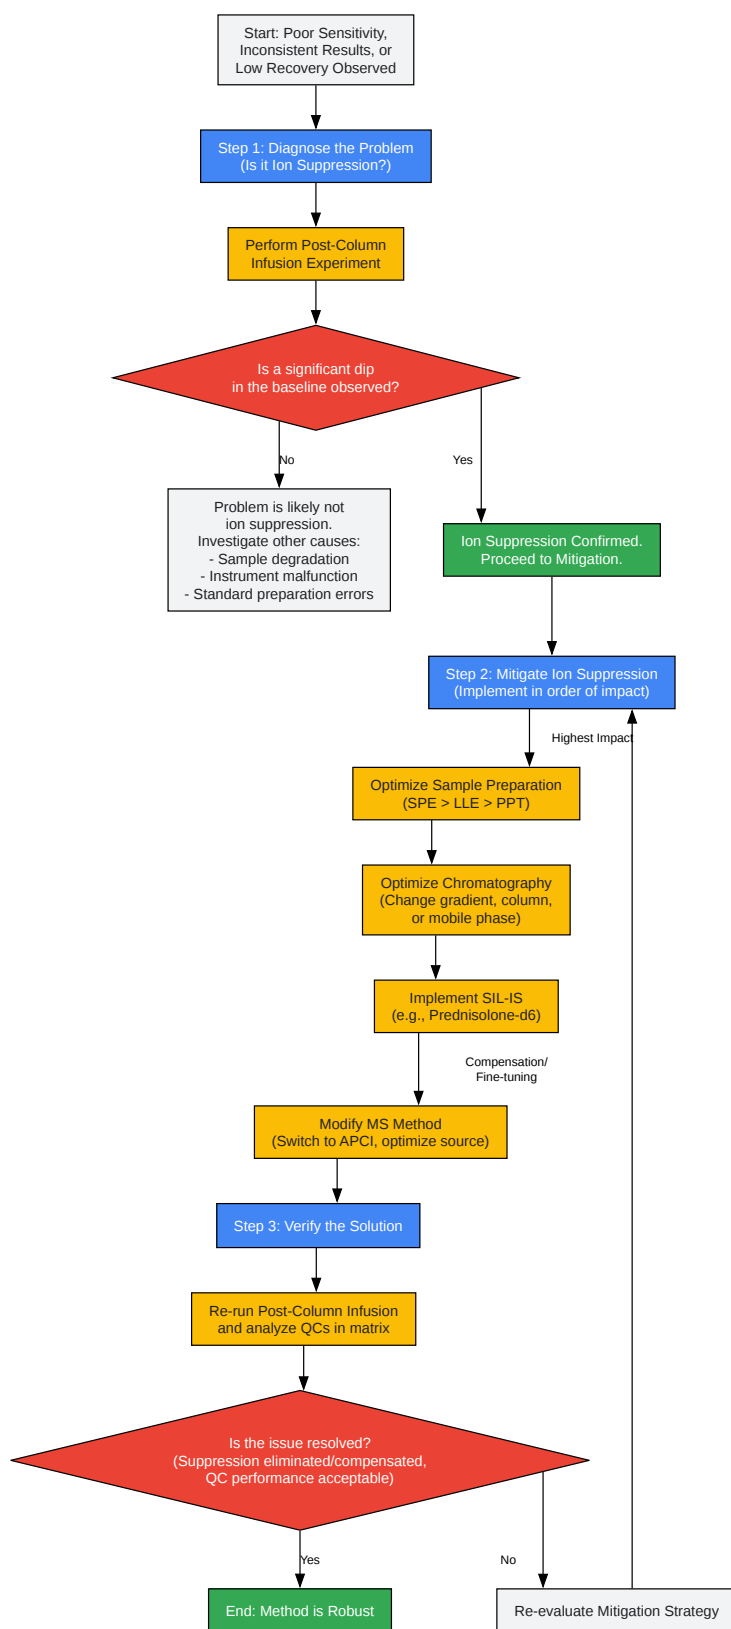 Start: Poor Sensitivity,
Inconsistent Results, or
Low Recovery Observed
Step 1: Diagnose the Problem
(Is it Ion Suppression?)
Perform Post-Column
Infusion Experiment
Is a significant dip
in the baseline observed?
No
Yes
Problem is likely not
ion suppression.
Investigate other causes:
- Sample degradation
- Instrument malfunction
- Standard preparation errors
Ion Suppression Confirmed.
Proceed to Mitigation.
Step 2: Mitigate Ion Suppression
(Implement in order of impact)
Highest Impact
Optimize Sample Preparation
(SPE > LLE > PPT)
Optimize Chromatography
(Change gradient, column,
or mobile phase)
Implement SIL-IS
(e.g., Prednisolone-d6)
Compensation/
Fine-tuning
Modify MS Method
(Switch to APCI, optimize source)
Step 3: Verify the Solution
Re-run Post-Column Infusion
and analyze QCs in matrix
Is the issue resolved?
(Suppression eliminated/compensated,
QC performance acceptable)
Yes
No
End: Method is Robust
Re-evaluate Mitigation Strategy